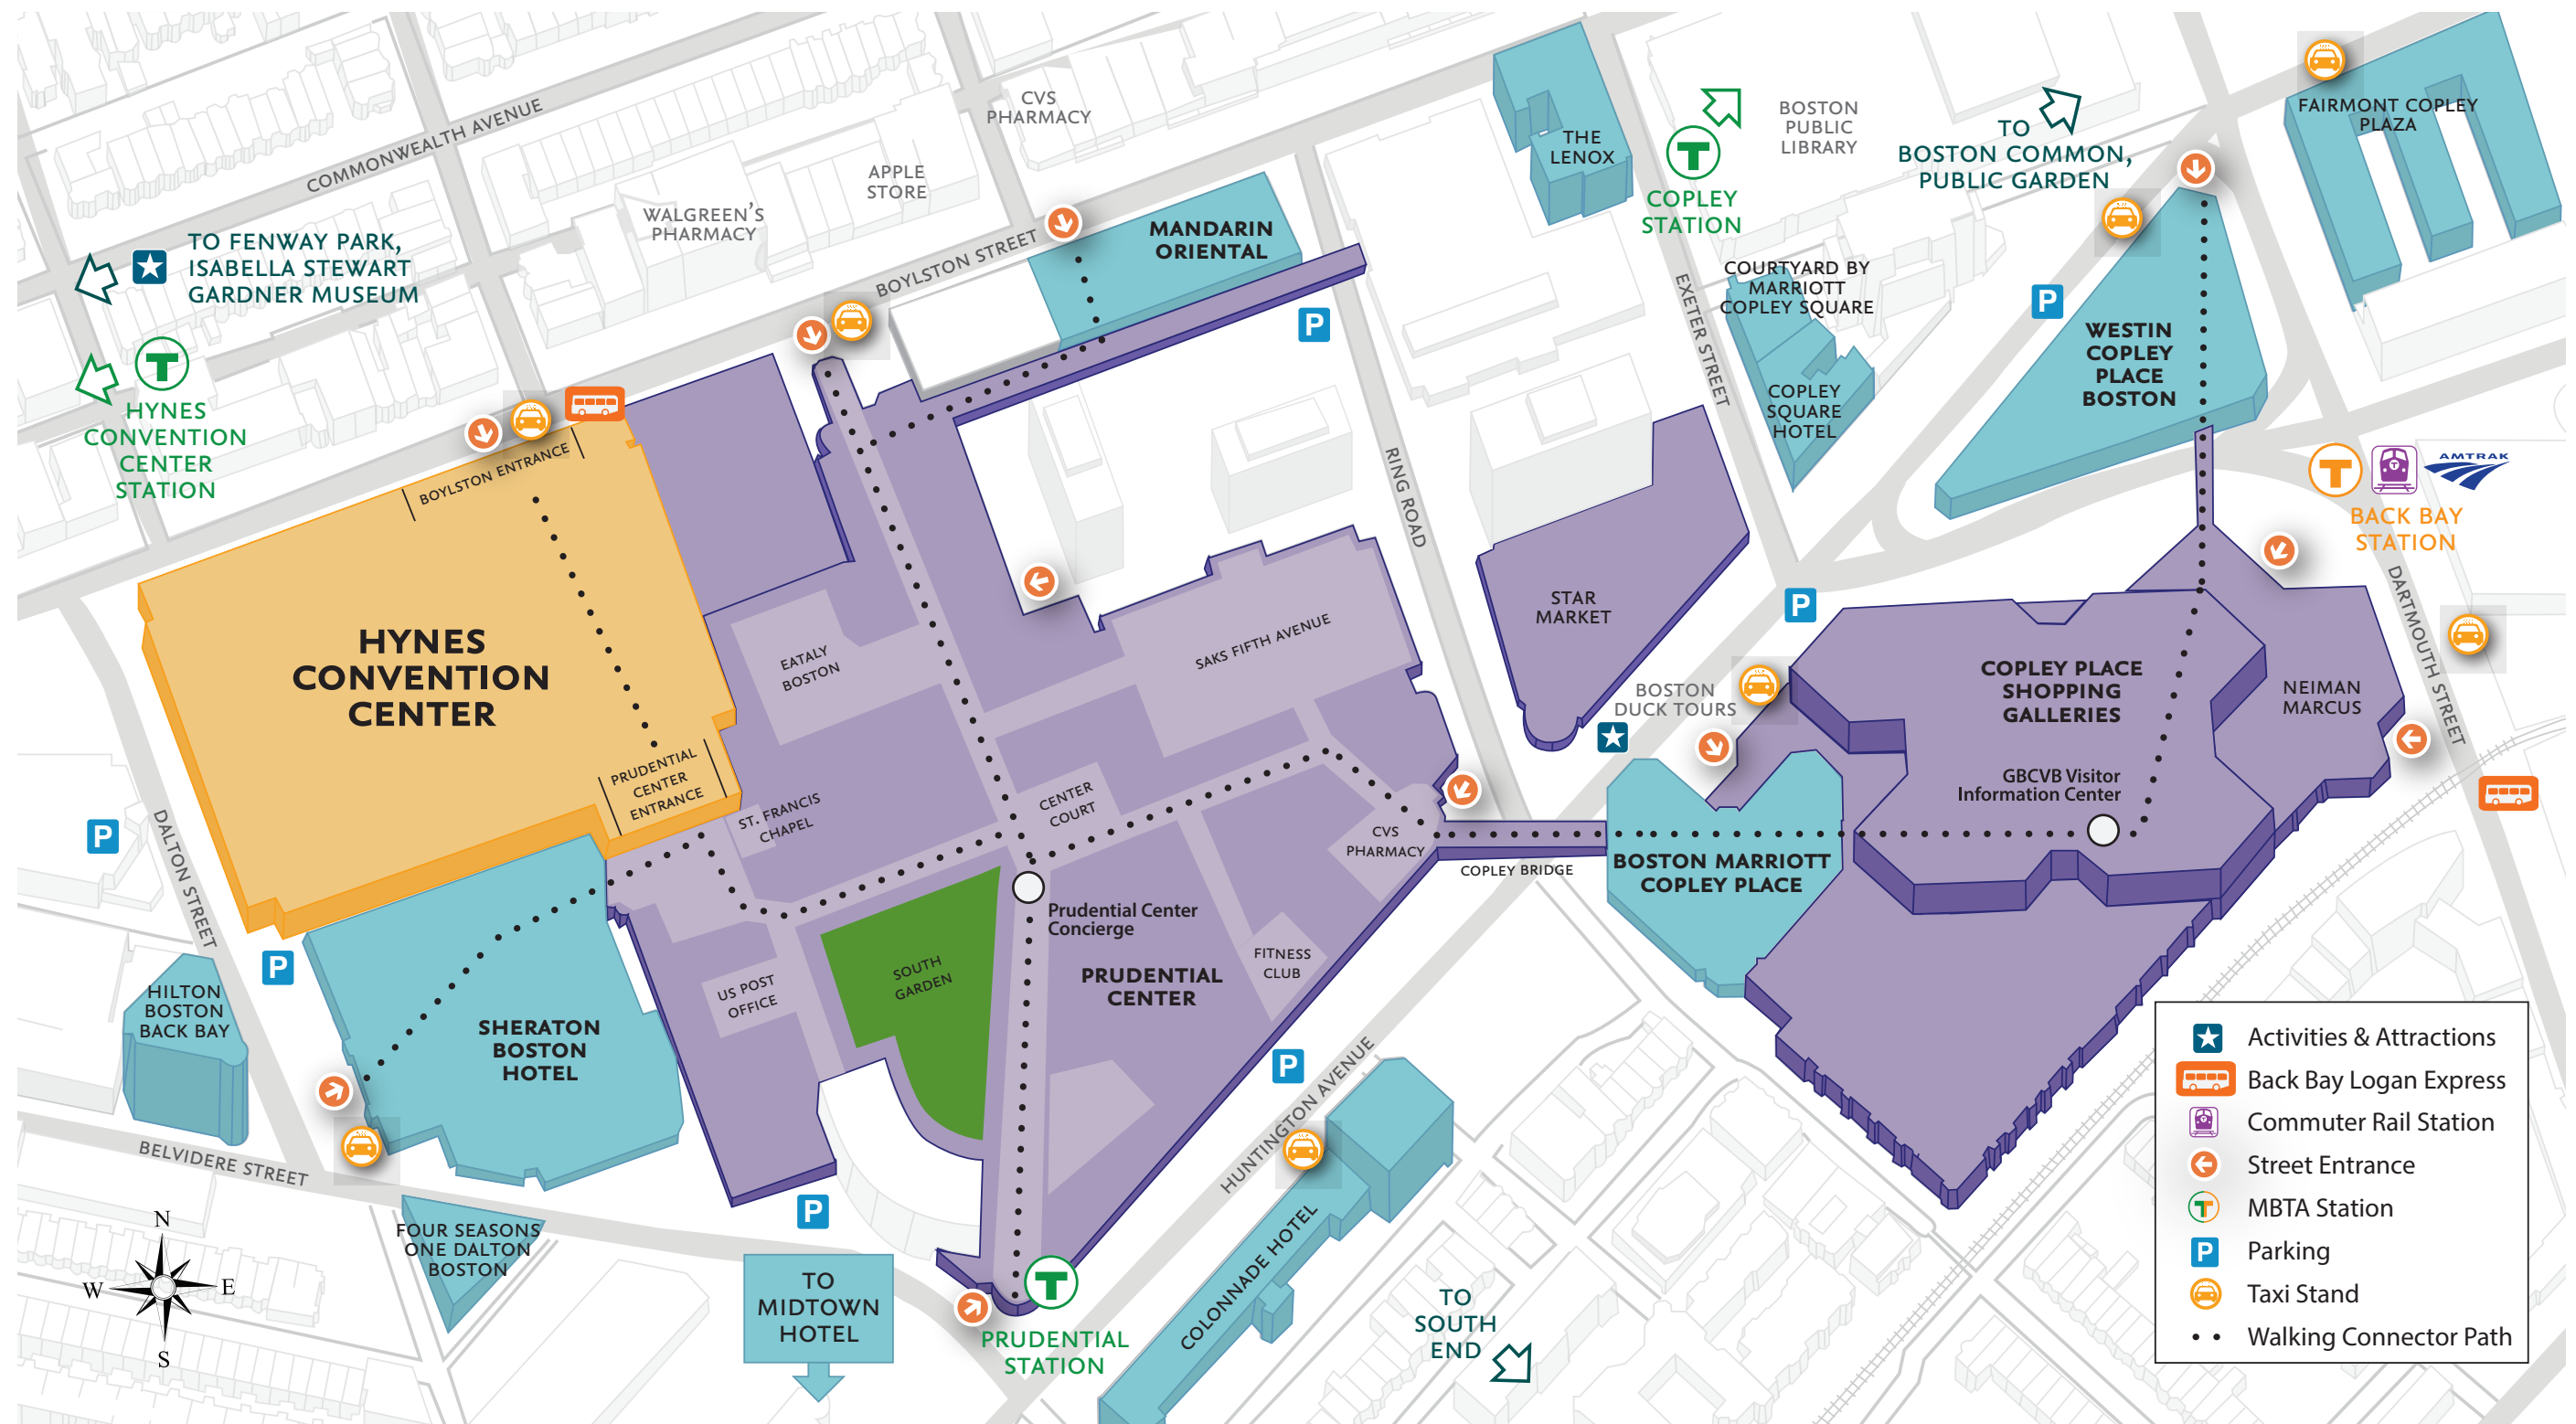 COMMONWEALTH AVENUE
CVS
PHARMACY
APPLE
STORE
WALGREEN'S
PHARMACY
BOYLSTON STREET
MANDARIN
ORIENTAL
THE
LENOX
T
COPLEY
STATION
BOSTON
PUBLIC
LIBRARY
TO
BOSTON COMMON,
PUBLIC GARDEN
FAIRMONT COPLEY
PLAZA
TO FENWAY PARK,
ISABELLA STEWART
GARDNER MUSEUM
T
HYNES
CONVENTION
CENTER
STATION
P
EXETER STREET
COURTYARD BY
MARRIOTT
COPLEY SQUARE
COPLEY
SQUARE
HOTEL
P
WESTIN
COPLEY
PLACE
BOSTON
T
T
AMTRAK
BACK BAY
STATION
DARTMOUTH STREET
BOYLSTON ENTRANCE
HYNES
CONVENTION
CENTER
PRUDENTIAL
CENTER
ENTRANCE
EATALY
BOSTON
SAKS FIFTH AVENUE
RING ROAD
STAR
MARKET
P
BOSTON
DUCK TOURS
COPLEY PLACE
SHOPPING
GALLERIES
NEIMAN
MARCUS
GBCVB Visitor
Information Center
ST. FRANCIS
CHAPEL
CENTER
COURT
CVS
PHARMACY
COPLEY BRIDGE
BOSTON MARRIOTT
COPLEY PLACE
P
DALTON STREET
P
HILTON
BOSTON
BACK BAY
SHERATON
BOSTON
HOTEL
US POST
OFFICE
SOUTH
GARDEN
Prudential Center
Concierge
PRUDENTIAL
CENTER
FITNESS
CLUB
P
HUNTINGTON AVENUE
BELVIDERE STREET
FOUR SEASONS
ONE DALTON
BOSTON
P
TO
MIDTOWN
HOTEL
T
PRUDENTIAL
STATION
COLONNADE HOTEL
TO
SOUTH
END
N
W E
S
Activities & Attractions
Back Bay Logan Express
T Commuter Rail Station
Street Entrance
T MBTA Station
P Parking
Taxi Stand
Walking Connector Path